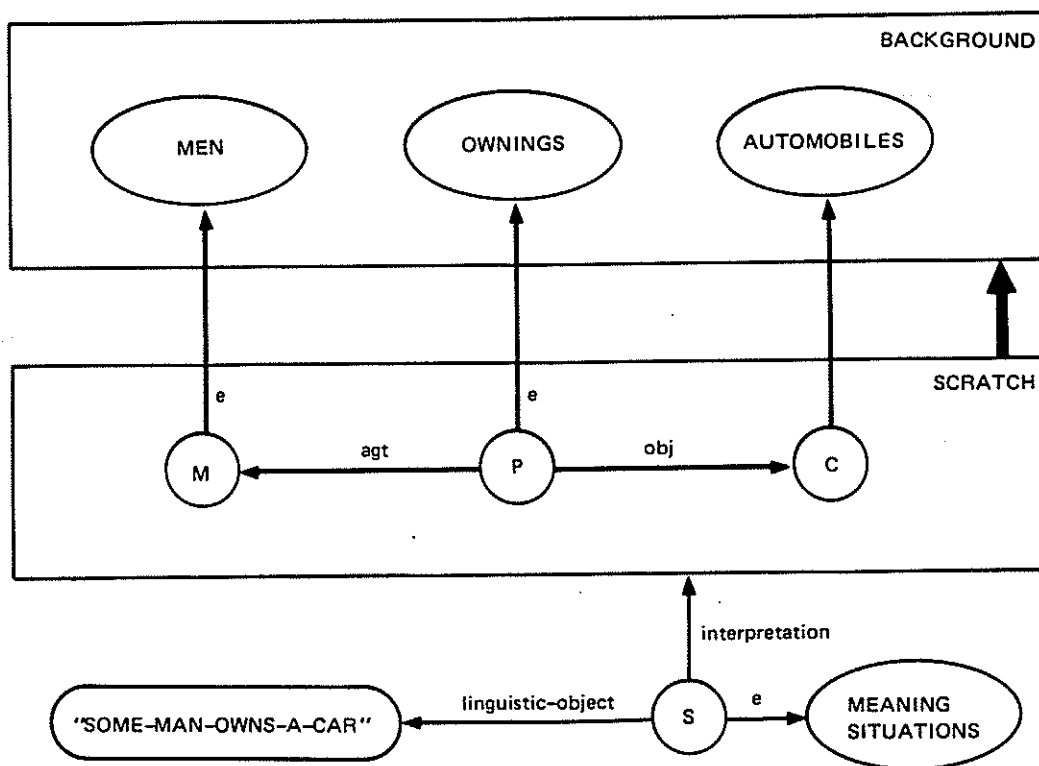 BACKGROUND
MEN
OWNINGS
AUTOMOBILES
SCRATCH
e
e
M
agt
P
obj
C
interpretation
"SOME-MAN-OWNS-A-CAR"
linguistic-object
S
e
MEANING
SITUATIONS